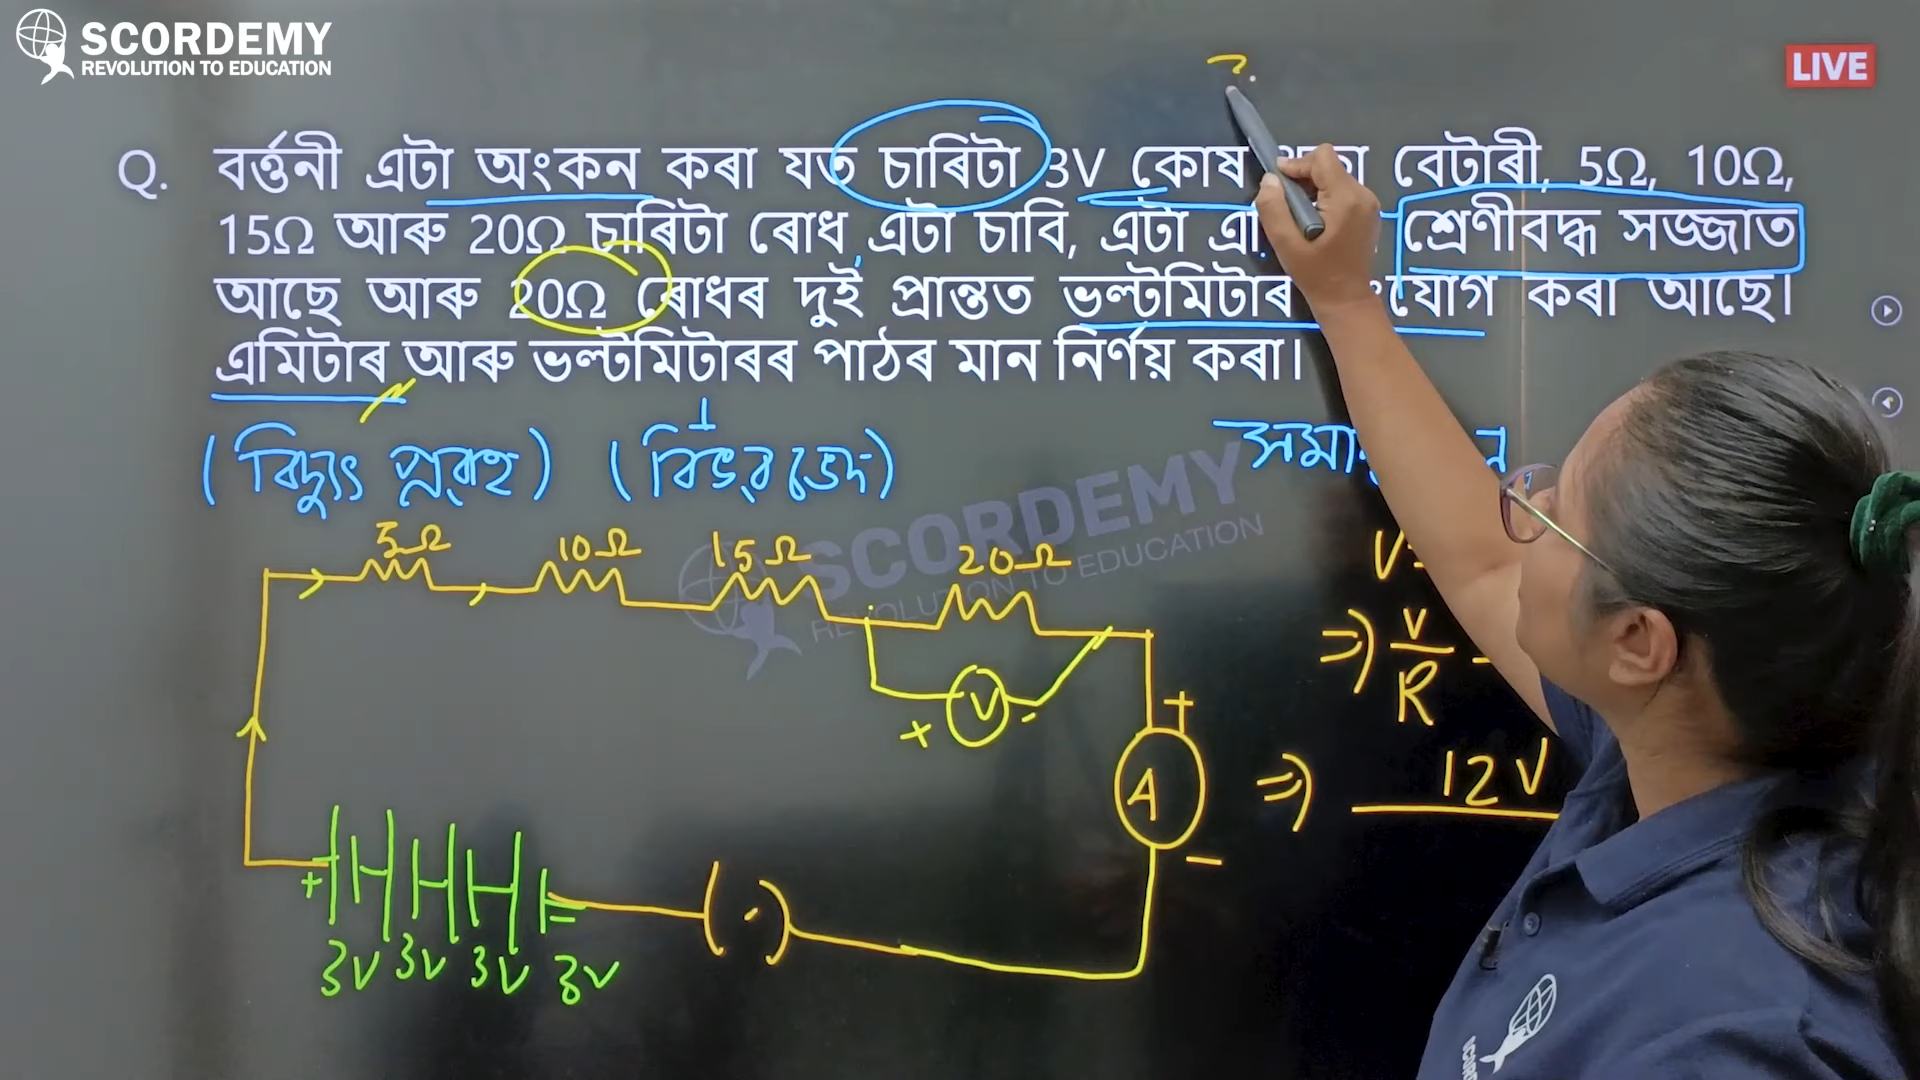 SCORDEMY
REVOLUTION TO EDUCATION
LIVE
Q. বৰ্ত্তনী এটা অংকন কৰা যত চাৰিটা 3V কোষ বেটাৰী, 5Ω, 10Ω,
15Ω আৰু 20Ω চাৰিটা ৰোধ এটা চাবি, এটা শ্ৰেণীবদ্ধ সজ্জাত
আছে আৰু 20Ω ৰোধৰ দুই প্ৰান্তত ভল্টমিটাৰ কৰা আছে।
এমিটাৰ আৰু ভল্টমিটাৰৰ পাঠৰ মান নিৰ্ণয় কৰা।
(বিদ্যুৎ প্ৰবাহ) (বিভৱভেদ)
SCORDEMY
REVOLUTION TO EDUCATION
5Ω 10Ω 15Ω 20Ω
V
⇒ V
R
+ V -
+
A
-
⇒ 12V
+ -
3V 3V 3V 3V
(·)